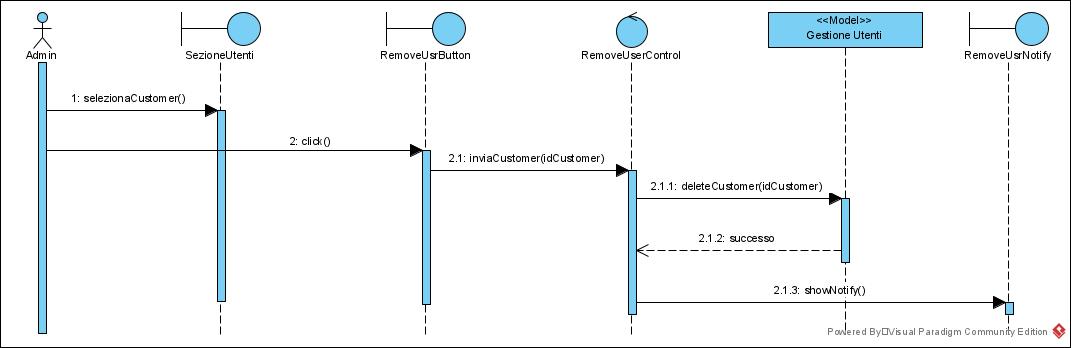 Admin
SezioneUtenti
RemoveUsrButton
RemoveUserControl
<<Model>>
Gestione Utenti
RemoveUsrNotify
1: selezionaCustomer()
2: click()
2.1: inviaCustomer(idCustomer)
2.1.1: deleteCustomer(idCustomer)
2.1.2: successo
2.1.3: showNotify()
Powered By Visual Paradigm Community Edition